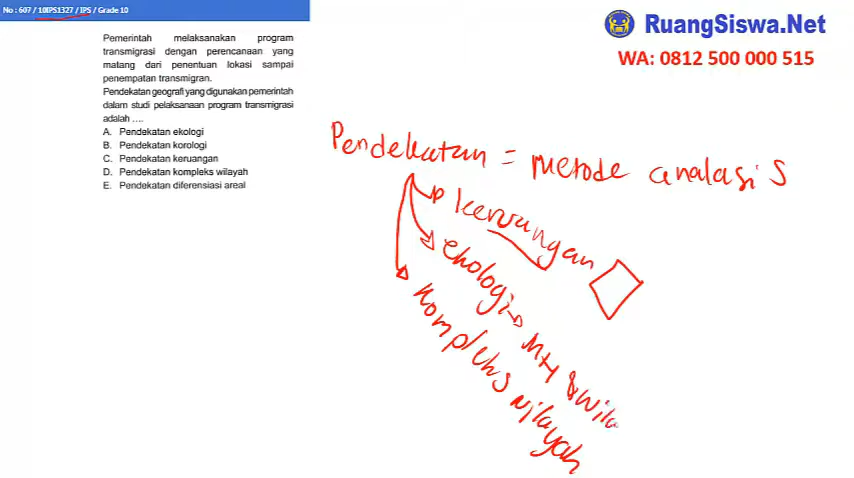 No : 607 / 10IPS1327 / IPS / Grade 10
RuangSiswa.Net
WA: 0812 500 000 515
Pemerintah melaksanakan program
transmigrasi dengan perencanaan yang
matang dari penentuan lokasi sampai
penempatan transmigran.
Pendekatan geografi yang digunakan pemerintah
dalam studi pelaksanaan program transmigrasi
adalah ....
A. Pendekatan ekologi
B. Pendekatan korologi
C. Pendekatan keruangan
D. Pendekatan kompleks wilayah
E. Pendekatan diferensiasi areal
Pendekatan = metode analasis
keruangan
ekologi
kompleks wilayah